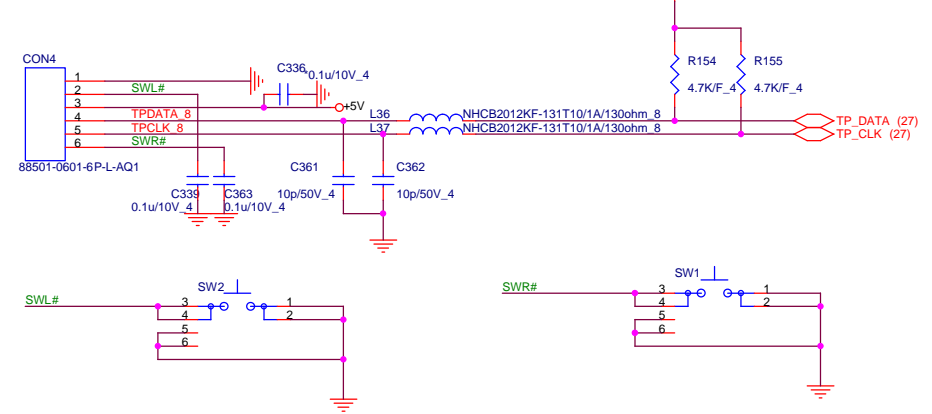 CON4
1
2
3
4
5
6
SWL#
TPDATA_8
TPCLK_8
SWR#
88501-0601-6P-L-AQ1
C336
*0.1u/10V_4
+5V
L36
NHCB2012KF-131T10/1A/130ohm_8
L37
NHCB2012KF-131T10/1A/130ohm_8
R154
4.7K/F_4
R155
4.7K/F_4
TP_DATA (27)
TP_CLK (27)
C339
0.1u/10V_4
C363
0.1u/10V_4
C361
10p/50V_4
C362
10p/50V_4
SWL#
SW2
3
4
5
6
1
2
SWR#
SW1
3
4
5
6
1
2